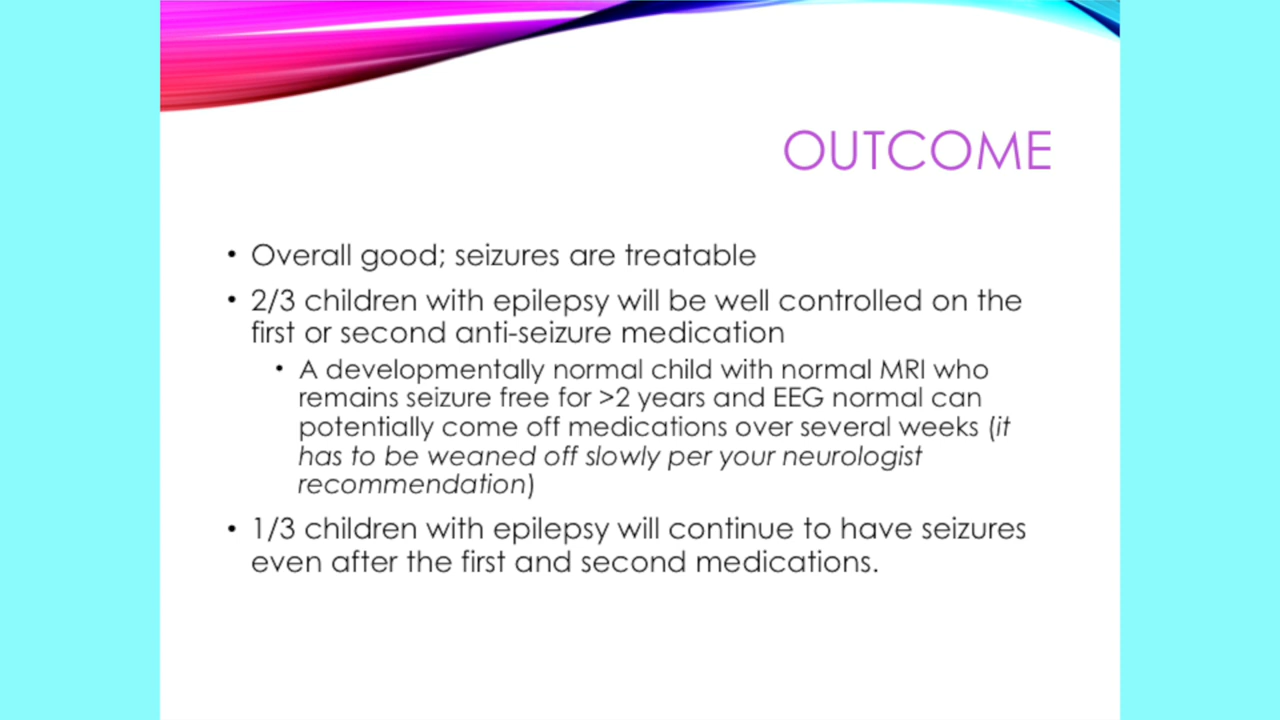 OUTCOME
• Overall good; seizures are treatable
• 2/3 children with epilepsy will be well controlled on the
first or second anti-seizure medication
• A developmentally normal child with normal MRI who
remains seizure free for >2 years and EEG normal can
potentially come off medications over several weeks (it
has to be weaned off slowly per your neurologist
recommendation)
• 1/3 children with epilepsy will continue to have seizures
even after the first and second medications.